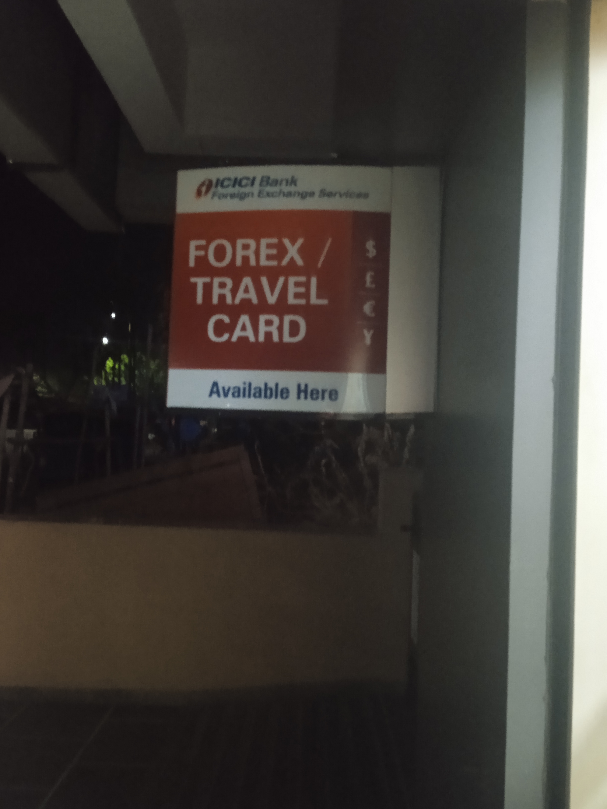 ICICI Bank
Foreign Exchange Services
FOREX /
TRAVEL
CARD
$
£
€
¥
Available Here